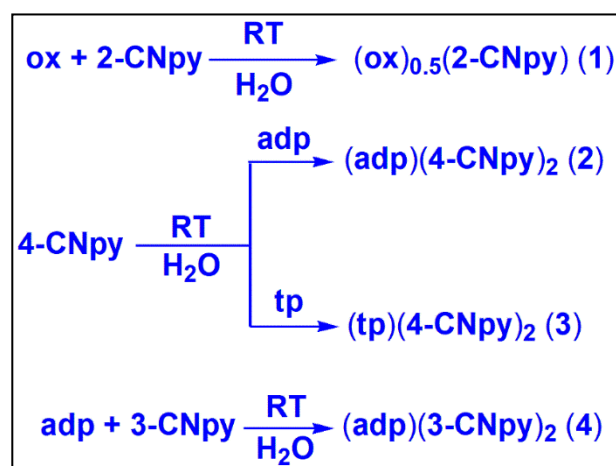 ox + 2-CNpy RT H₂O (ox)₀.₅(2-CNpy) (1)
adp (adp)(4-CNpy)₂ (2)
4-CNpy RT H₂O
tp (tp)(4-CNpy)₂ (3)
adp + 3-CNpy RT H₂O (adp)(3-CNpy)₂ (4)